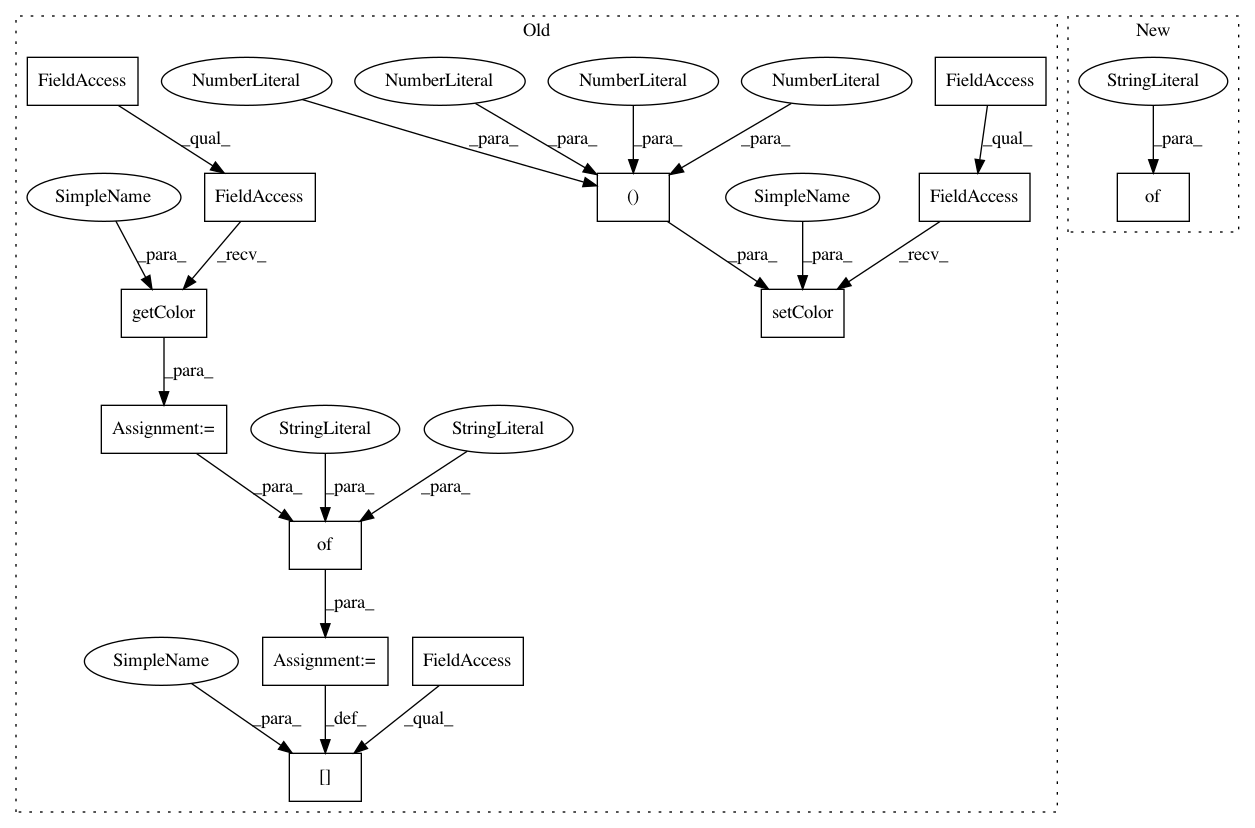 Old
New
FieldAccess
NumberLiteral
NumberLiteral
NumberLiteral
NumberLiteral
FieldAccess
StringLiteral
_qual_
_para_
_para_
_para_
_para_
_qual_
_para_
SimpleName
FieldAccess
()
SimpleName
FieldAccess
of
_para_
_recv_
_para_
_para_
_recv_
getColor
setColor
_para_
Assignment:=
StringLiteral
StringLiteral
_para_
_para_
_para_
of
_para_
SimpleName
Assignment:=
FieldAccess
_para_
_def_
_qual_
[]